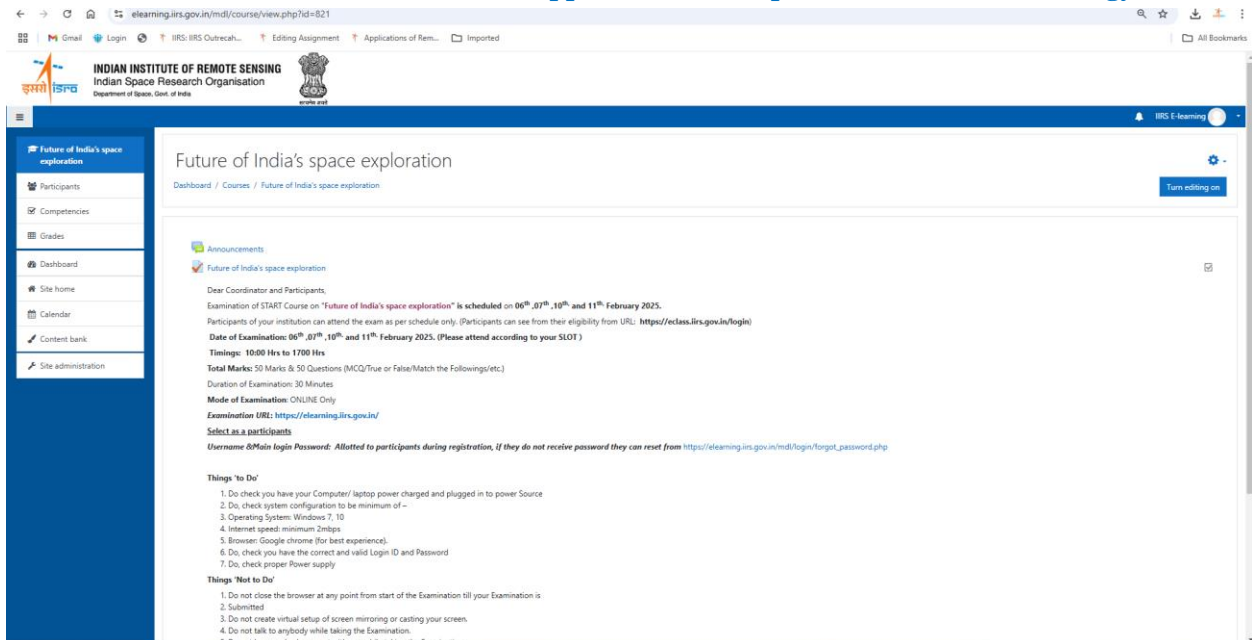 elearning.iirs.gov.in/mdl/course/view.php?id=821
Gmail
Login
IIRS: IIRS Outrecah...
Editing Assignment
Applications of Rem...
Imported
All Bookmarks
इसरो isro
INDIAN INSTITUTE OF REMOTE SENSING
Indian Space Research Organisation
Department of Space, Govt. of India
सत्यमेव जयते
IIRS E-learning
Future of India's space
exploration
Participants
Competencies
Grades
Dashboard
Site home
Calendar
Content bank
Site administration
Future of India's space exploration
Dashboard / Courses / Future of India's space exploration
Turn editing on
Announcements
Future of India's space exploration
Dear Coordinator and Participants,
Examination of START Course on "Future of India's space exploration" is scheduled on 06th ,07th ,10th, and 11th, February 2025.
Participants of your institution can attend the exam as per schedule only. (Participants can see from their eligibility from URL: https://eclass.iirs.gov.in/login)
Date of Examination: 06th ,07th ,10th, and 11th, February 2025. (Please attend according to your SLOT )
Timings: 10:00 Hrs to 1700 Hrs
Total Marks: 50 Marks & 50 Questions (MCQ/True or False/Match the Followings/etc.)
Duration of Examination: 30 Minutes
Mode of Examination: ONLINE Only
Examination URL: https://elearning.iirs.gov.in/
Select as a participants
Username &Main login Password: Allotted to participants during registration, if they do not receive password they can reset from https://elearning.iirs.gov.in/mdl/login/forgot_password.php
Things 'to Do'
1. Do check you have your Computer/ laptop power charged and plugged in to power Source
2. Do, check system configuration to be minimum of –
3. Operating System: Windows 7, 10
4. Internet speed: minimum 2mbps
5. Browser: Google chrome (for best experience).
6. Do, check you have the correct and valid Login ID and Password
7. Do, check proper Power supply
Things 'Not to Do'
1. Do not close the browser at any point from start of the Examination till your Examination is
2. Submitted
3. Do not create virtual setup of screen mirroring or casting your screen.
4. Do not talk to anybody while taking the Examination.